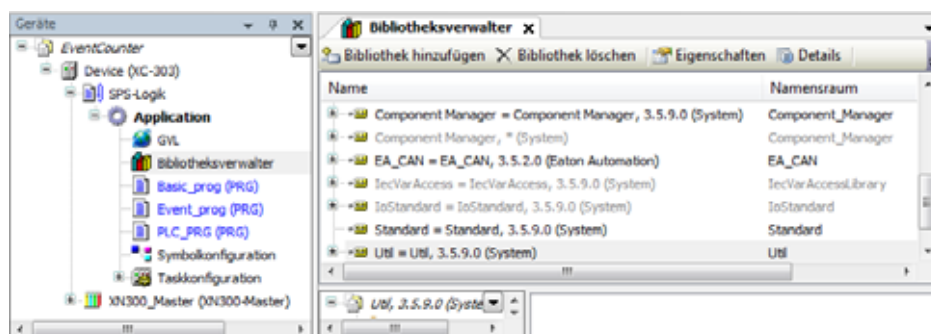 Geräte
EventCounter
Device (XC-303)
SPS-Logik
Application
GVL
Bibliotheksverwalter
Basic_prog (PRG)
Event_prog (PRG)
PLC_PRG (PRG)
Symbolkonfiguration
Taskkonfiguration
XN300_Master (XN300-Master)
Bibliotheksverwalter
Bibliothek hinzufügen Bibliothek löschen Eigenschaften Details
Name Namensraum
Component Manager = Component Manager, 3.5.9.0 (System) Component_Manager
Component Manager, * (System) Component_Manager
EA_CAN = EA_CAN, 3.5.2.0 (Eaton Automation) EA_CAN
IecVarAccess = IecVarAccess, 3.5.9.0 (System) IecVarAccessLibrary
IoStandard = IoStandard, 3.5.9.0 (System) IoStandard
Standard = Standard, 3.5.9.0 (System) Standard
Util = Util, 3.5.9.0 (System) Util
Util, 3.5.9.0 (Syste